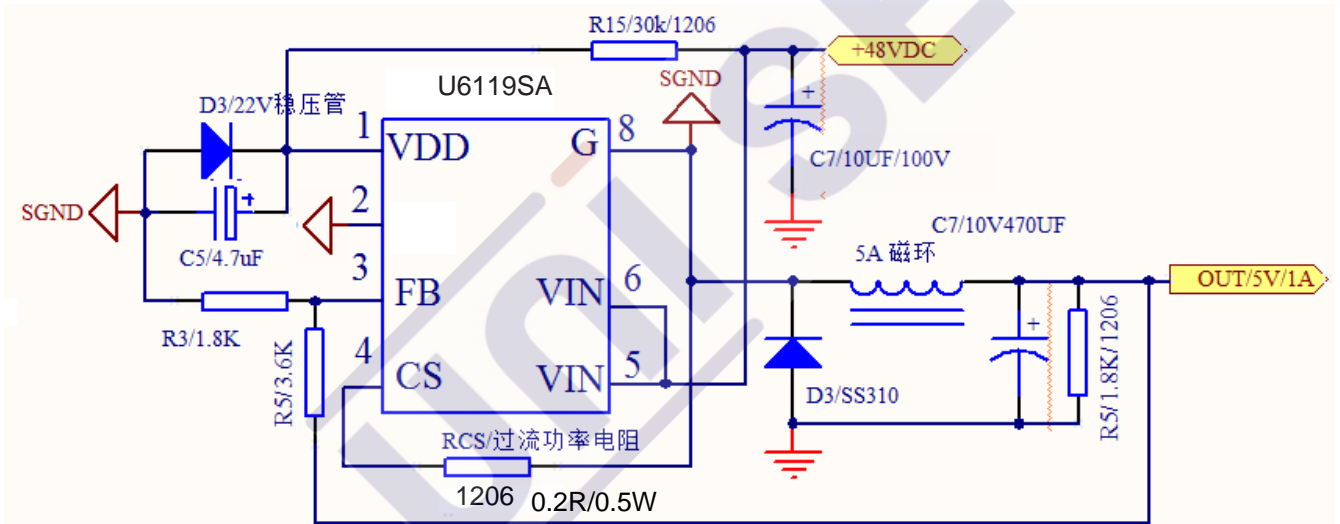 R15/30k/1206
+48VDC
U6119SA
SGND
D3/22V稳压管
1
VDD
G
8
C7/10UF/100V
2
SGND
C5/4.7uF
C7/10V470UF
5A 磁环
3
FB
VIN
6
OUT/5V/1A
R3/1.8K
R5/3.6K
4
CS
VIN
5
D3/SS310
R5/1.8K/1206
RCS/过流功率电阻
1206
0.2R/0.5W
uni SE